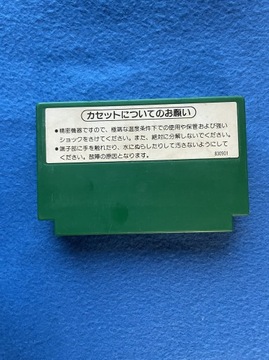 カセットについてのお願い
●精密機器ですので、極端な温度条件下での使用や保管および強い
ショックをさけてください。また、絶対に分解しないでください。
●端子部に手を触れたり、水にぬらしたりして汚さないようにして
ください。故障の原因となります。
830901